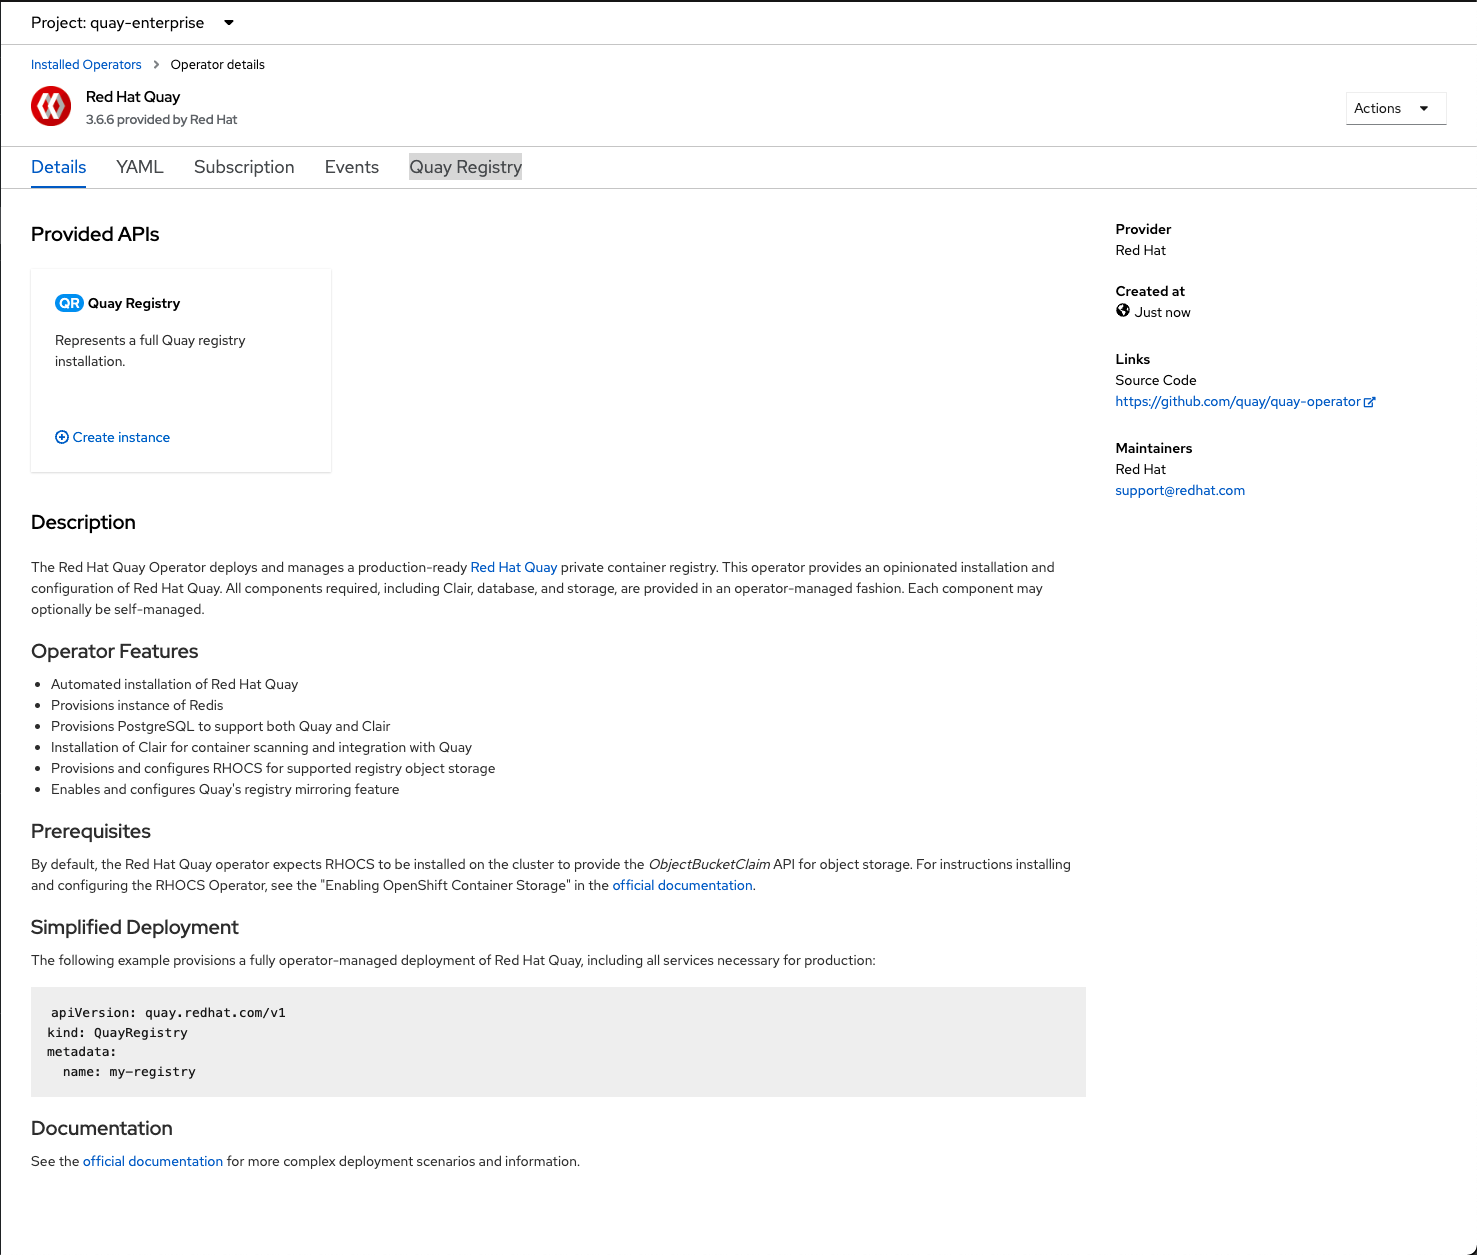 Project: quay-enterprise
Installed Operators > Operator details
Red Hat Quay
3.6.6 provided by Red Hat
Actions
Details YAML Subscription Events Quay Registry
Provided APIs
QR Quay Registry
Represents a full Quay registry
installation.
Create instance
Description
The Red Hat Quay Operator deploys and manages a production-ready Red Hat Quay private container registry. This operator provides an opinionated installation and
configuration of Red Hat Quay. All components required, including Clair, database, and storage, are provided in an operator-managed fashion. Each component may
optionally be self-managed.
Operator Features
• Automated installation of Red Hat Quay
• Provisions instance of Redis
• Provisions PostgreSQL to support both Quay and Clair
• Installation of Clair for container scanning and integration with Quay
• Provisions and configures RHOCS for supported registry object storage
• Enables and configures Quay's registry mirroring feature
Prerequisites
By default, the Red Hat Quay operator expects RHOCS to be installed on the cluster to provide the ObjectBucketClaim API for object storage. For instructions installing
and configuring the RHOCS Operator, see the "Enabling OpenShift Container Storage" in the official documentation.
Simplified Deployment
The following example provisions a fully operator-managed deployment of Red Hat Quay, including all services necessary for production:
apiVersion: quay.redhat.com/v1
kind: QuayRegistry
metadata:
  name: my-registry
Documentation
See the official documentation for more complex deployment scenarios and information.
Provider
Red Hat
Created at
Just now
Links
Source Code
https://github.com/quay/quay-operator
Maintainers
Red Hat
support@redhat.com